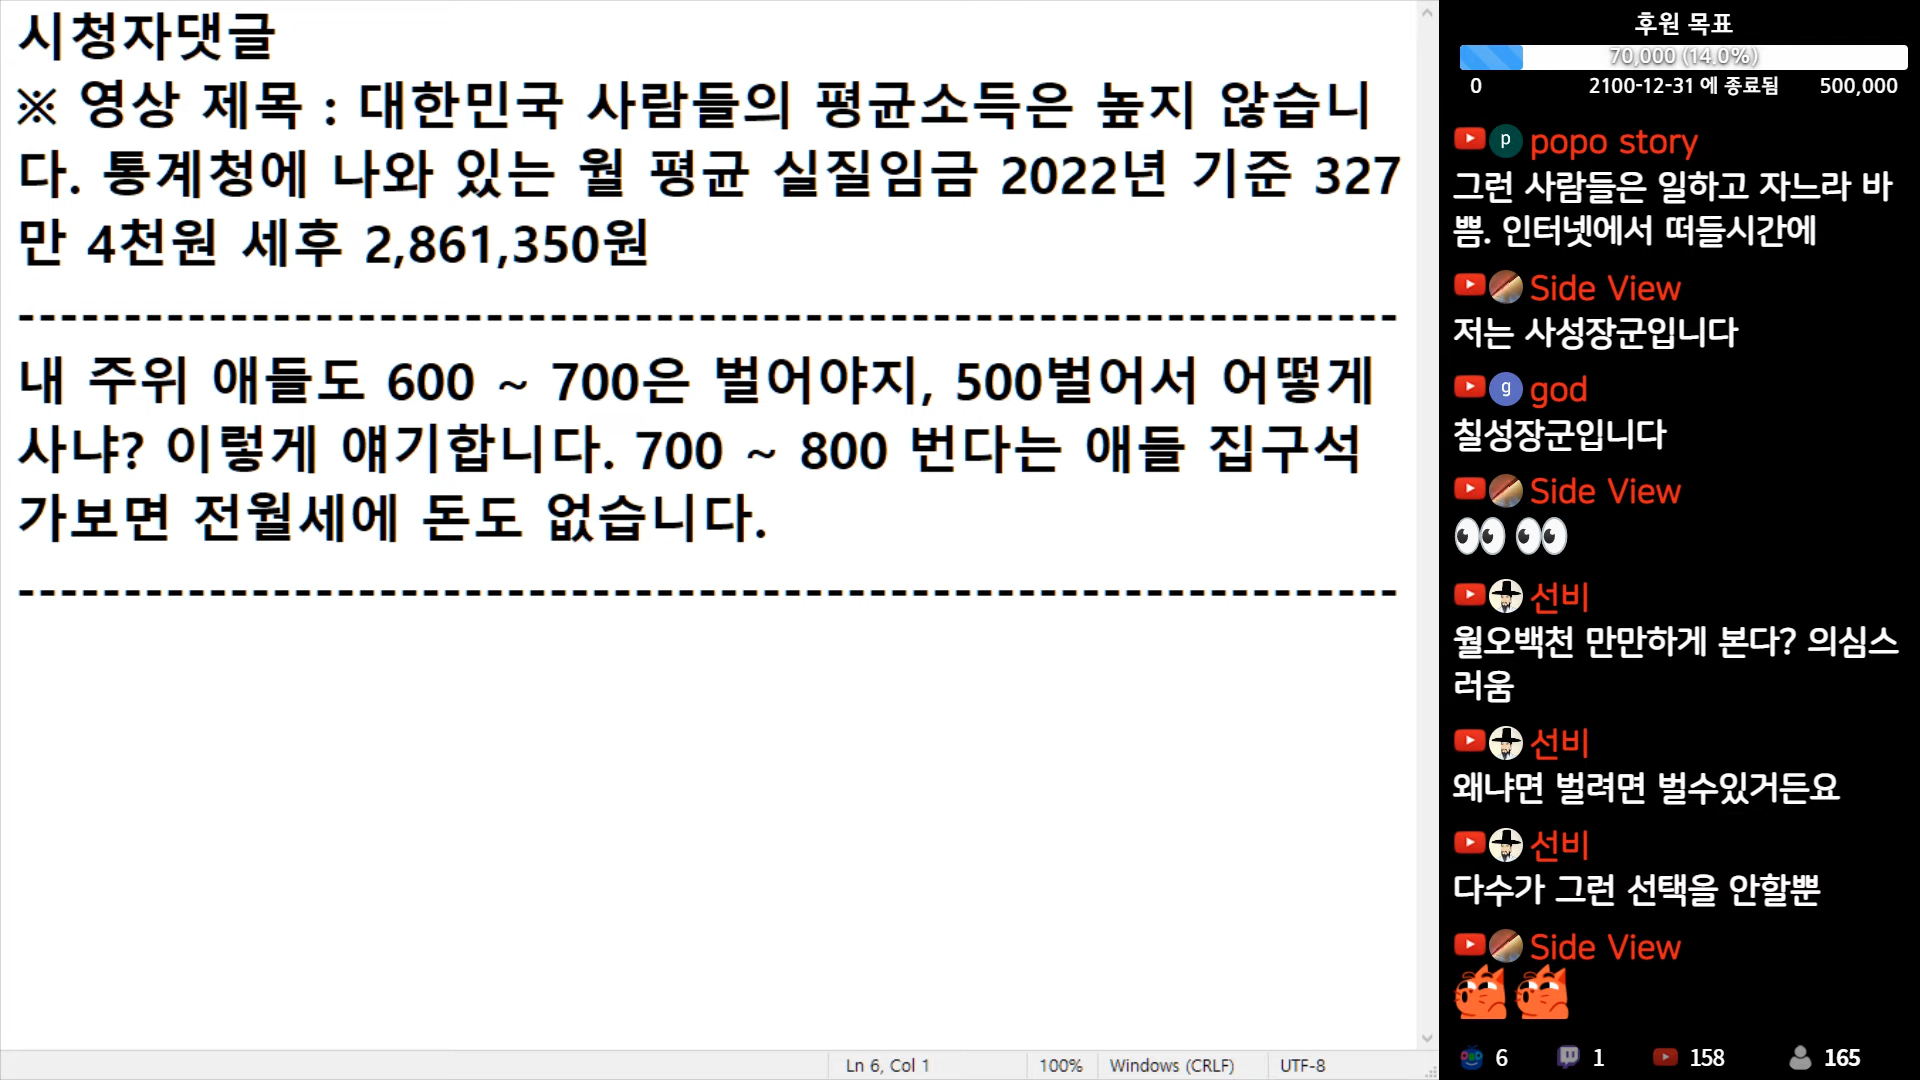 시청자댓글
※ 영상 제목 : 대한민국 사람들의 평균소득은 높지 않습니
다. 통계청에 나와 있는 월 평균 실질임금 2022년 기준 327
만 4천원 세후 2,861,350원
------------------------------------------------------------------
내 주위 애들도 600 ~ 700은 벌어야지, 500벌어서 어떻게
사냐? 이렇게 얘기합니다. 700 ~ 800 번다는 애들 집구석
가보면 전월세에 돈도 없습니다.
------------------------------------------------------------------
Ln 6, Col 1 100% Windows (CRLF) UTF-8
후원 목표
70,000 (14.0%)
0 2100-12-31 에 종료됨 500,000
p popo story
그런 사람들은 일하고 자느라 바
쁨. 인터넷에서 떠들시간에
Side View
저는 사성장군입니다
g god
칠성장군입니다
Side View
선비
월오백천 만만하게 본다? 의심스
러움
선비
왜냐면 벌려면 벌수있거든요
선비
다수가 그런 선택을 안할뿐
Side View
6 1 158 165